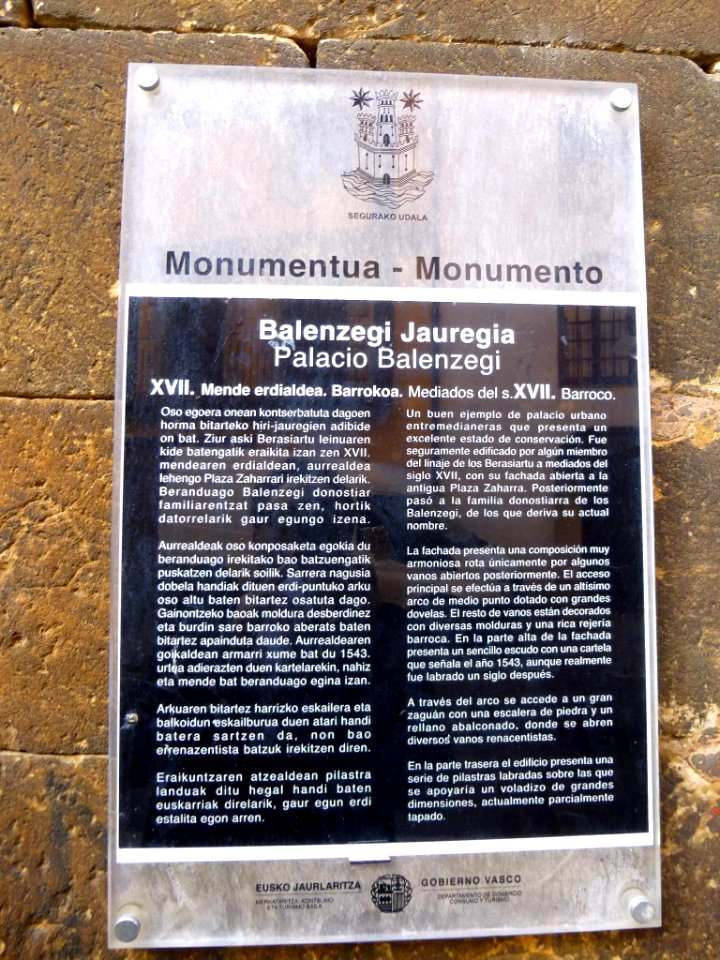 SEGURAKO UDALA
Monumentua - Monumento
Balenzegi Jauregia
Palacio Balenzegi
XVII. Mende erdialdea. Barrokoa. Mediados del s.XVII. Barroco.
Oso egoera onean kontserbatuta dagoen
horma bitarteko hiri-jauregien adibide
on bat. Ziur aski Berasiartu leinuaren
kide batengatik eraikita izan zen XVII.
mendearen erdialdean, aurrealdea
lehengo Plaza Zaharrari irekitzen delarik.
Beranduago Balenzegi donostiar
familiarentzat pasa zen, hortik
datorrelarik gaur egungo izena.
Aurrealdeak oso konposaketa egokia du
beranduago irekitako bao batzuengatik
puskatzen delarik soilik. Sarrera nagusia
dobela handiak dituen erdi-puntuko arku
oso altu baten bitartez osatuta dago.
Gainontzeko baoak moldura desberdinez
eta burdin sare barroko aberats baten
bitartez apainduta daude. Aurrealdearen
goikaldean armarri xume bat du 1543.
urtea adierazten duen kartelarekin, nahiz
eta mende bat beranduago egina izan.
Arkuaren bitartez harrizko eskailera eta
balkoidun eskailburua duen atari handi
batera sartzen da, non bao
errenazentista batzuk irekitzen diren.
Eraikuntzaren atzealdean pilastra
landuak ditu hegal handi baten
euskarriak direlarik, gaur egun erdi
estalita egon arren.
Un buen ejemplo de palacio urbano
entremedianeras que presenta un
excelente estado de conservación. Fue
seguramente edificado por algún miembro
del linaje de los Berasiartu a mediados del
siglo XVII, con su fachada abierta a la
antigua Plaza Zaharra. Posteriormente
pasó a la familia donostiarra de los
Balenzegi, de los que deriva su actual
nombre.
La fachada presenta una composición muy
armoniosa rota únicamente por algunos
vanos abiertos posteriormente. El acceso
principal se efectúa a través de un altísimo
arco de medio punto dotado con grandes
dovelas. El resto de vanos están decorados
con diversas molduras y una rica rejería
barroca. En la parte alta de la fachada
presenta un sencillo escudo con una cartela
que señala el año 1543, aunque realmente
fue labrado un siglo después.
A través del arco se accede a un gran
zaguán con una escalera de piedra y un
rellano abalconado, donde se abren
diversos vanos renacentistas.
En la parte trasera el edificio presenta una
serie de pilastras labradas sobre las que
se apoyaría un voladizo de grandes
dimensiones, actualmente parcialmente
tapado.
EUSKO JAURLARITZA
MERKATARITZA, KONTSUMO
ETA TURISMO SAILA
GOBIERNO VASCO
DEPARTAMENTO DE COMERCIO
CONSUMO Y TURISMO